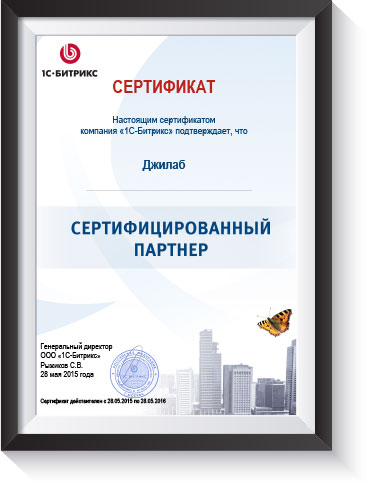 1С-БИТРИКС
СЕРТИФИКАТ
Настоящим сертификатом
компания «1С-Битрикс» подтверждает, что
Джилаб
СЕРТИФИЦИРОВАННЫЙ
ПАРТНЕР
Генеральный директор
ООО «1С-Битрикс»
Рыжиков С.В.
28 мая 2015 года
Сертификат действителен с 28.05.2015 по 28.05.2016